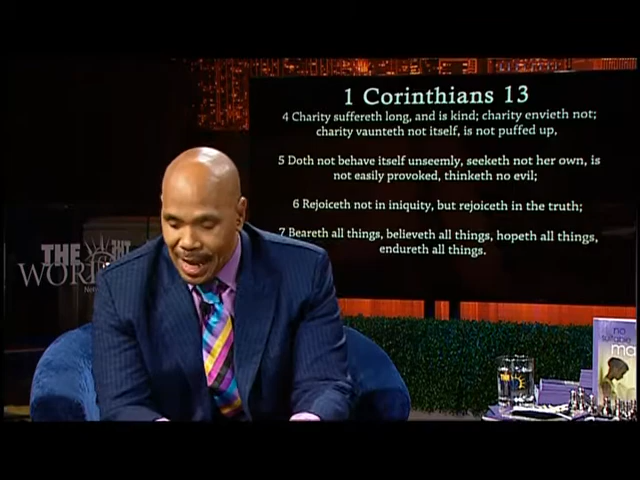 1 Corinthians 13
4 Charity suffereth long, and is kind; charity envieth not;
charity vaunteth not itself, is not puffed up,
5 Doth not behave itself unseemly, seeketh not her own, is
not easily provoked, thinketh no evil;
6 Rejoiceth not in iniquity, but rejoiceth in the truth;
7 Beareth all things, believeth all things, hopeth all things,
endureth all things.
THE
WORD
no
suitable
ma